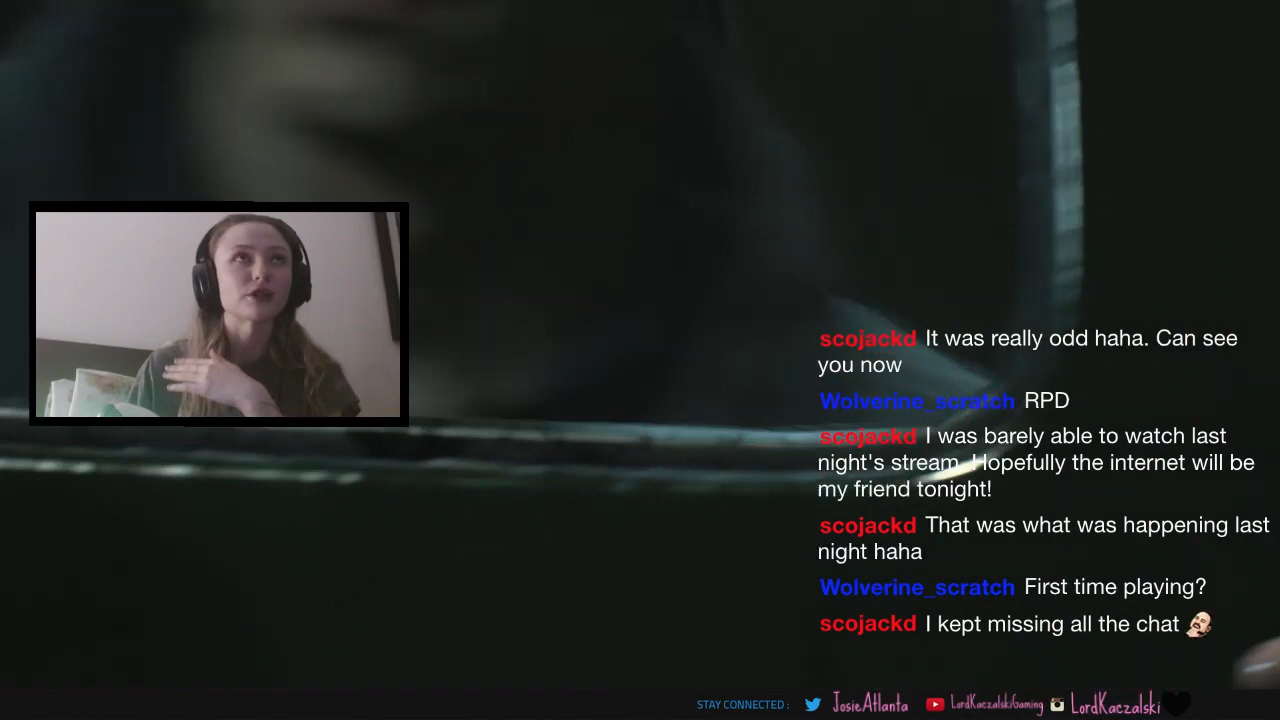 scojackd It was really odd haha. Can see
you now
Wolverine_scratch RPD
scojackd I was barely able to watch last
night's stream. Hopefully the internet will be
my friend tonight!
scojackd That was what was happening last
night haha
Wolverine_scratch First time playing?
scojackd I kept missing all the chat
STAY CONNECTED: JosieAtlanta LordKaczalskiGaming LordKaczalski